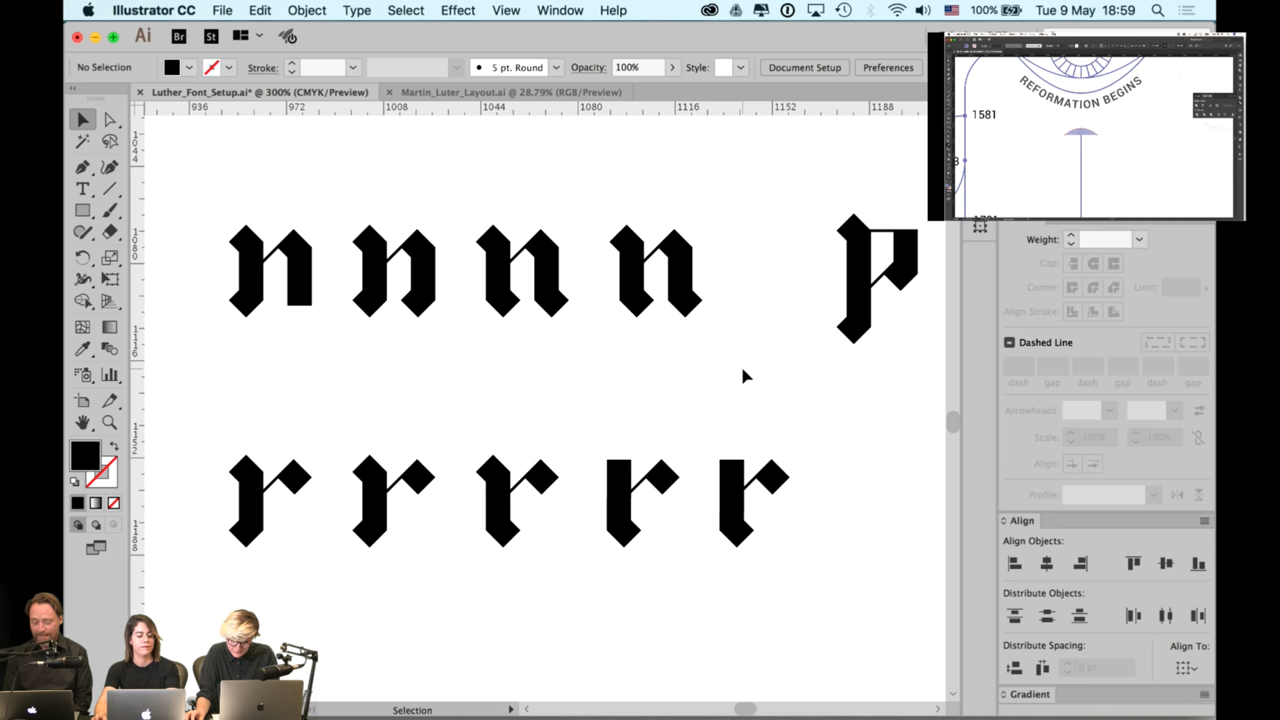 Illustrator CC File Edit Object Type Select Effect View Window Help 100% Tue 9 May 18:59
Ai Br St
No Selection Stroke: 5 pt. Round Opacity: 100% Style: Document Setup Preferences
× Luther_Font_Setup.ai* @ 300% (CMYK/Preview) × Martin_Luter_Layout.ai @ 28.79% (RGB/Preview)
936 972 1008 1044 1080 1116 1152 1188
REFORMATION BEGINS
1581
n n n n p
r r r r r
Weight:
Cap:
Corner: Limit: x
Align Stroke:
Dashed Line
dash gap dash gap dash gap
Arrowheads:
Scale: 100% 100%
Align:
Profile:
Align
Align Objects:
Distribute Objects:
Distribute Spacing: Align To:
0 pt
Gradient
Selection